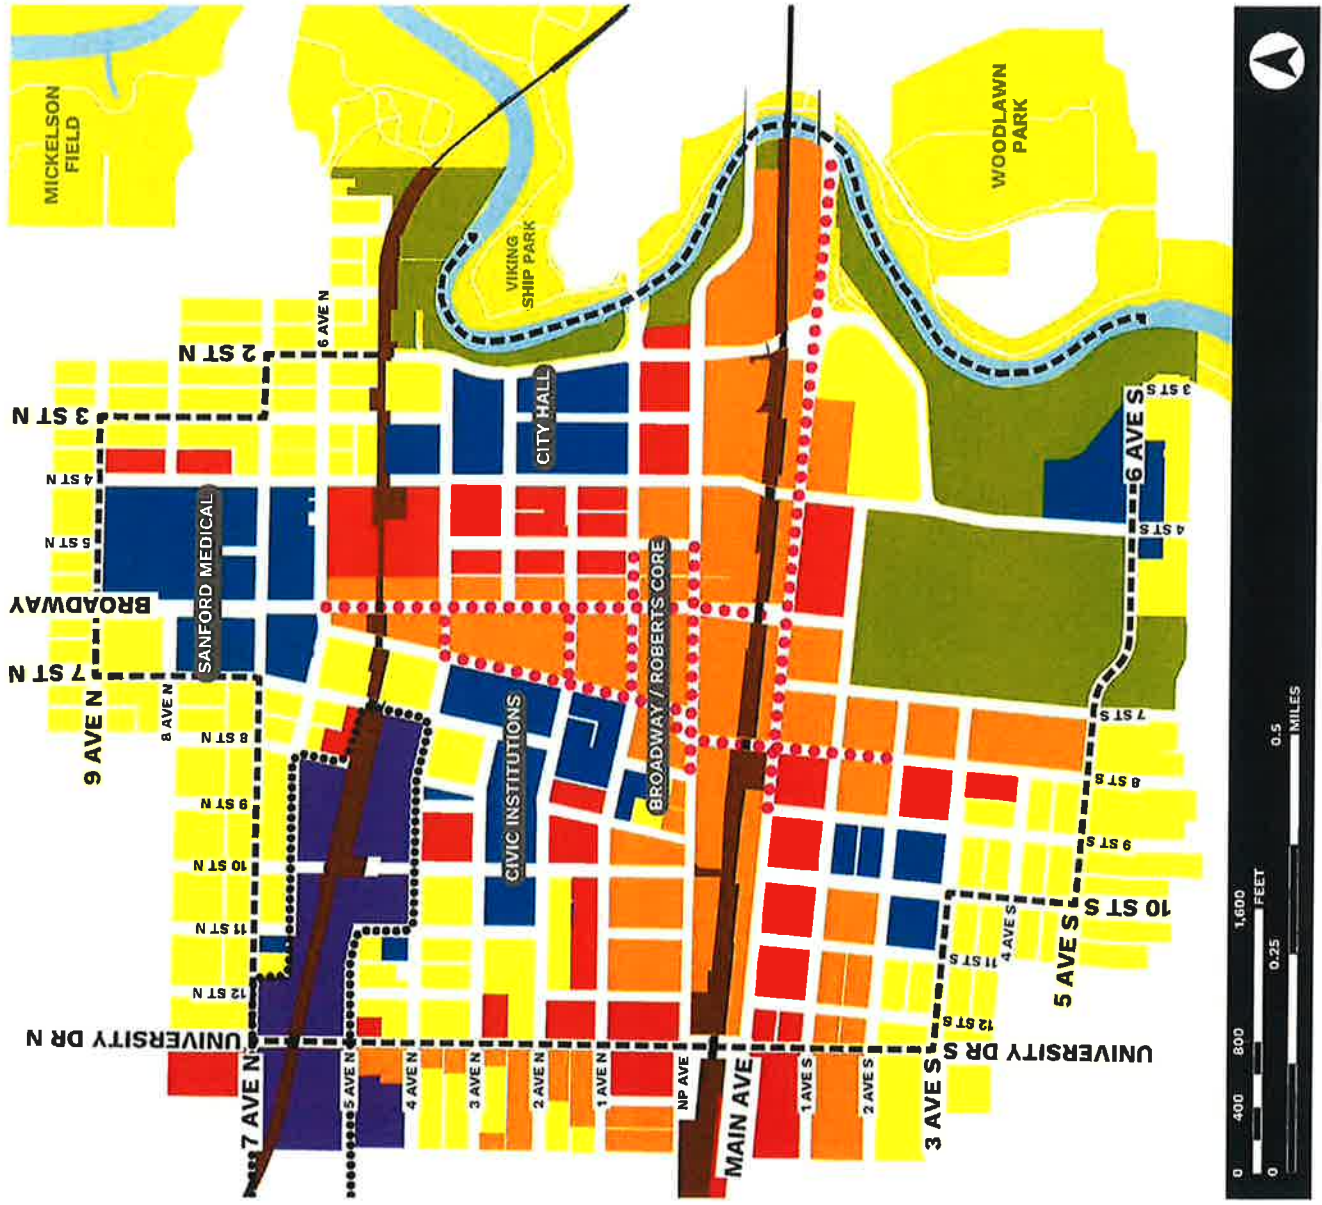 MICKELSON
FIELD
WOODLAWN
PARK
VIKING
SHIP PARK
6 AVE N
2 ST N
3 ST N
4 ST N
5 ST N
BROADWAY
7 ST N
9 AVE N
8 AVE N
8 ST N
9 ST N
10 ST N
11 ST N
12 ST N
UNIVERSITY DR N
7 AVE N
SANFORD MEDICAL
CITY HALL
BROADWAY / ROBERTS CORE
CIVIC INSTITUTIONS
5 AVE N
4 AVE N
3 AVE N
2 AVE N
1 AVE N
NP AVE
MAIN AVE
1 AVE S
2 AVE S
3 AVE S
UNIVERSITY DR S
12 ST S
11 ST S
4 AVE S
5 AVE S
10 ST S
9 ST S
8 ST S
7 ST S
4 ST S
6 AVE S
3 ST S
0
400
800
1,600
FEET
0
0.25
0.5
MILES